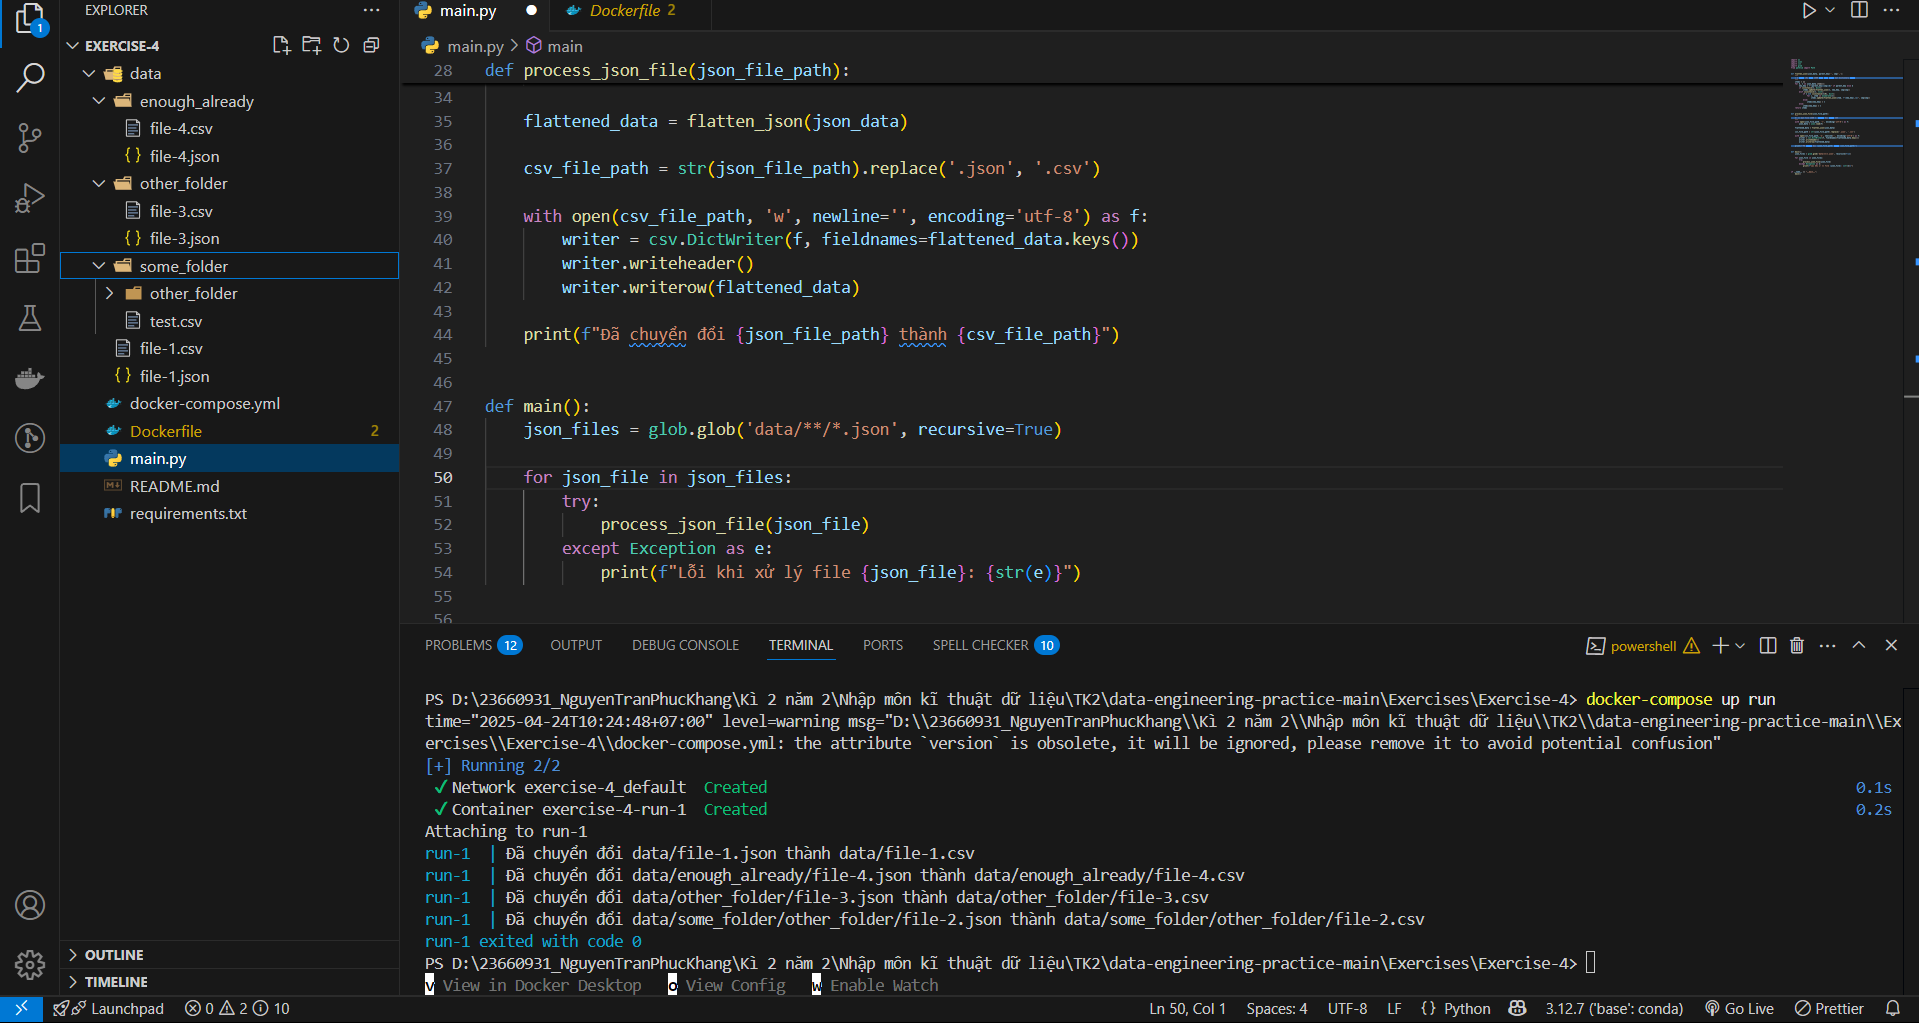 EXPLORER
EXERCISE-4
data
enough_already
file-4.csv
file-4.json
other_folder
file-3.csv
file-3.json
some_folder
other_folder
test.csv
file-1.csv
file-1.json
docker-compose.yml
Dockerfile 2
main.py
README.md
requirements.txt
OUTLINE
TIMELINE
1
main.py
Dockerfile 2
main.py > main
28 def process_json_file(json_file_path):
34
35 flattened_data = flatten_json(json_data)
36
37 csv_file_path = str(json_file_path).replace('.json', '.csv')
38
39 with open(csv_file_path, 'w', newline='', encoding='utf-8') as f:
40 writer = csv.DictWriter(f, fieldnames=flattened_data.keys())
41 writer.writeheader()
42 writer.writerow(flattened_data)
43
44 print(f"Đã chuyển đổi {json_file_path} thành {csv_file_path}")
45
46
47 def main():
48 json_files = glob.glob('data/**/*.json', recursive=True)
49
50 for json_file in json_files:
51 try:
52 process_json_file(json_file)
53 except Exception as e:
54 print(f"Lỗi khi xử lý file {json_file}: {str(e)}")
55
56
PROBLEMS 12 OUTPUT DEBUG CONSOLE TERMINAL PORTS SPELL CHECKER 10 powershell
PS D:\23660931_NguyenTranPhucKhang\Kì 2 năm 2\Nhập môn kĩ thuật dữ liệu\TK2\data-engineering-practice-main\Exercises\Exercise-4> docker-compose up run
time="2025-04-24T10:24:48+07:00" level=warning msg="D:\\23660931_NguyenTranPhucKhang\\Kì 2 năm 2\\Nhập môn kĩ thuật dữ liệu\\TK2\\data-engineering-practice-main\\Ex
ercises\\Exercise-4\\docker-compose.yml: the attribute `version` is obsolete, it will be ignored, please remove it to avoid potential confusion"
[+] Running 2/2
✓ Network exercise-4_default Created 0.1s
✓ Container exercise-4-run-1 Created 0.2s
Attaching to run-1
run-1 | Đã chuyển đổi data/file-1.json thành data/file-1.csv
run-1 | Đã chuyển đổi data/enough_already/file-4.json thành data/enough_already/file-4.csv
run-1 | Đã chuyển đổi data/other_folder/file-3.json thành data/other_folder/file-3.csv
run-1 | Đã chuyển đổi data/some_folder/other_folder/file-2.json thành data/some_folder/other_folder/file-2.csv
run-1 exited with code 0
PS D:\23660931_NguyenTranPhucKhang\Kì 2 năm 2\Nhập môn kĩ thuật dữ liệu\TK2\data-engineering-practice-main\Exercises\Exercise-4>
v View in Docker Desktop o View Config w Enable Watch
Launchpad 0 2 10 Ln 50, Col 1 Spaces: 4 UTF-8 LF {} Python 3.12.7 ('base': conda) Go Live Prettier